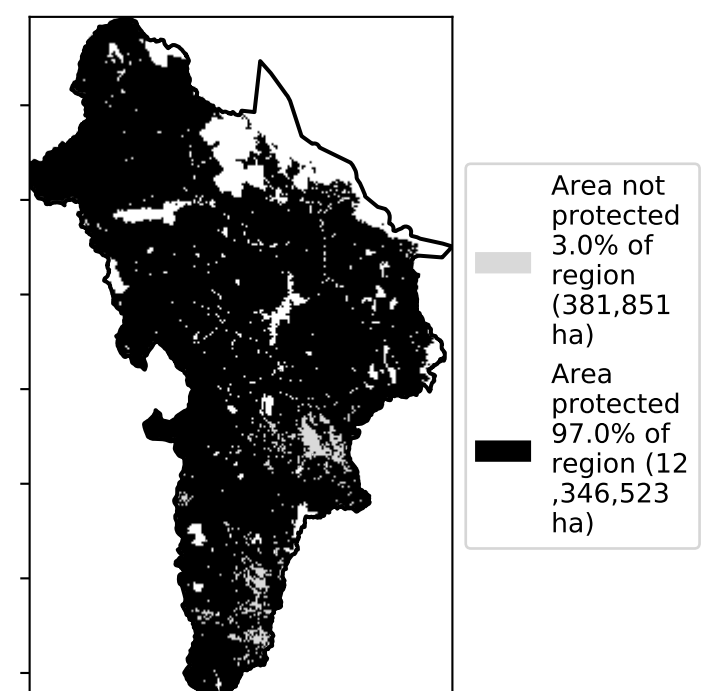 Area not
protected
3.0% of
region
(381,851
ha)
Area
protected
97.0% of
region (12
,346,523
ha)